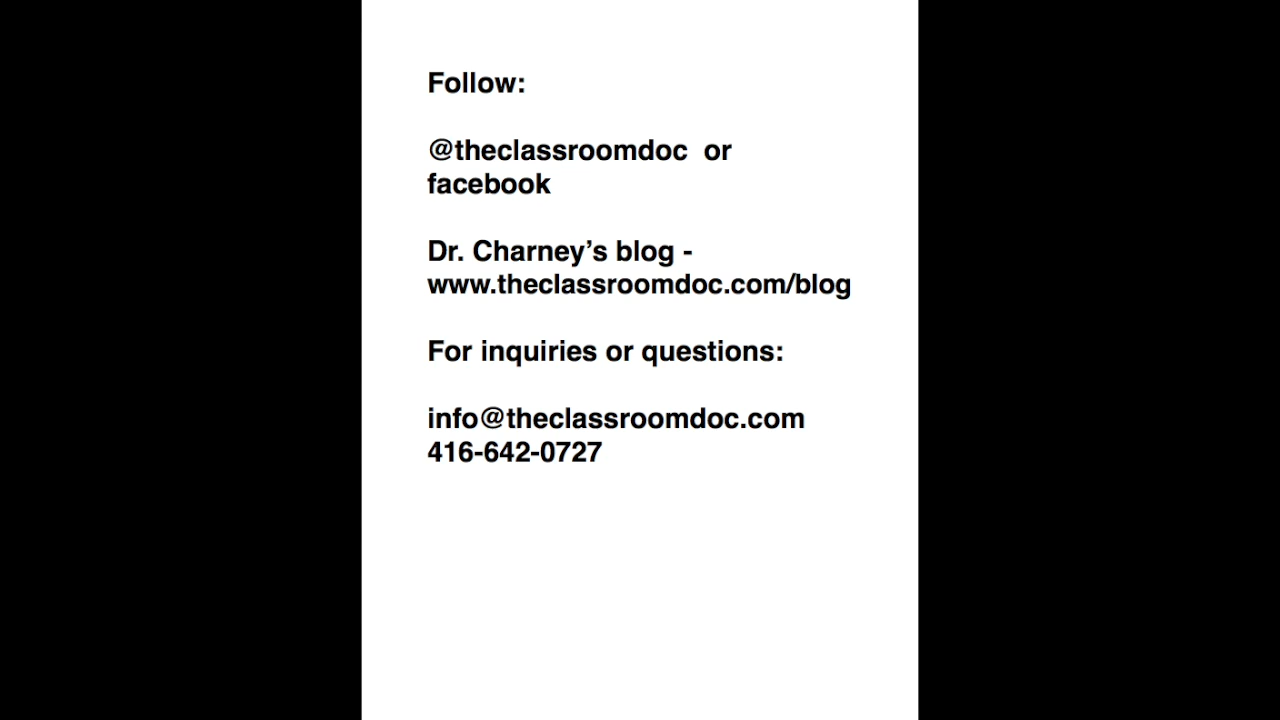 Follow:
@theclassroomdoc  or
facebook
Dr. Charney’s blog -
www.theclassroomdoc.com/blog
For inquiries or questions:
info@theclassroomdoc.com
416-642-0727